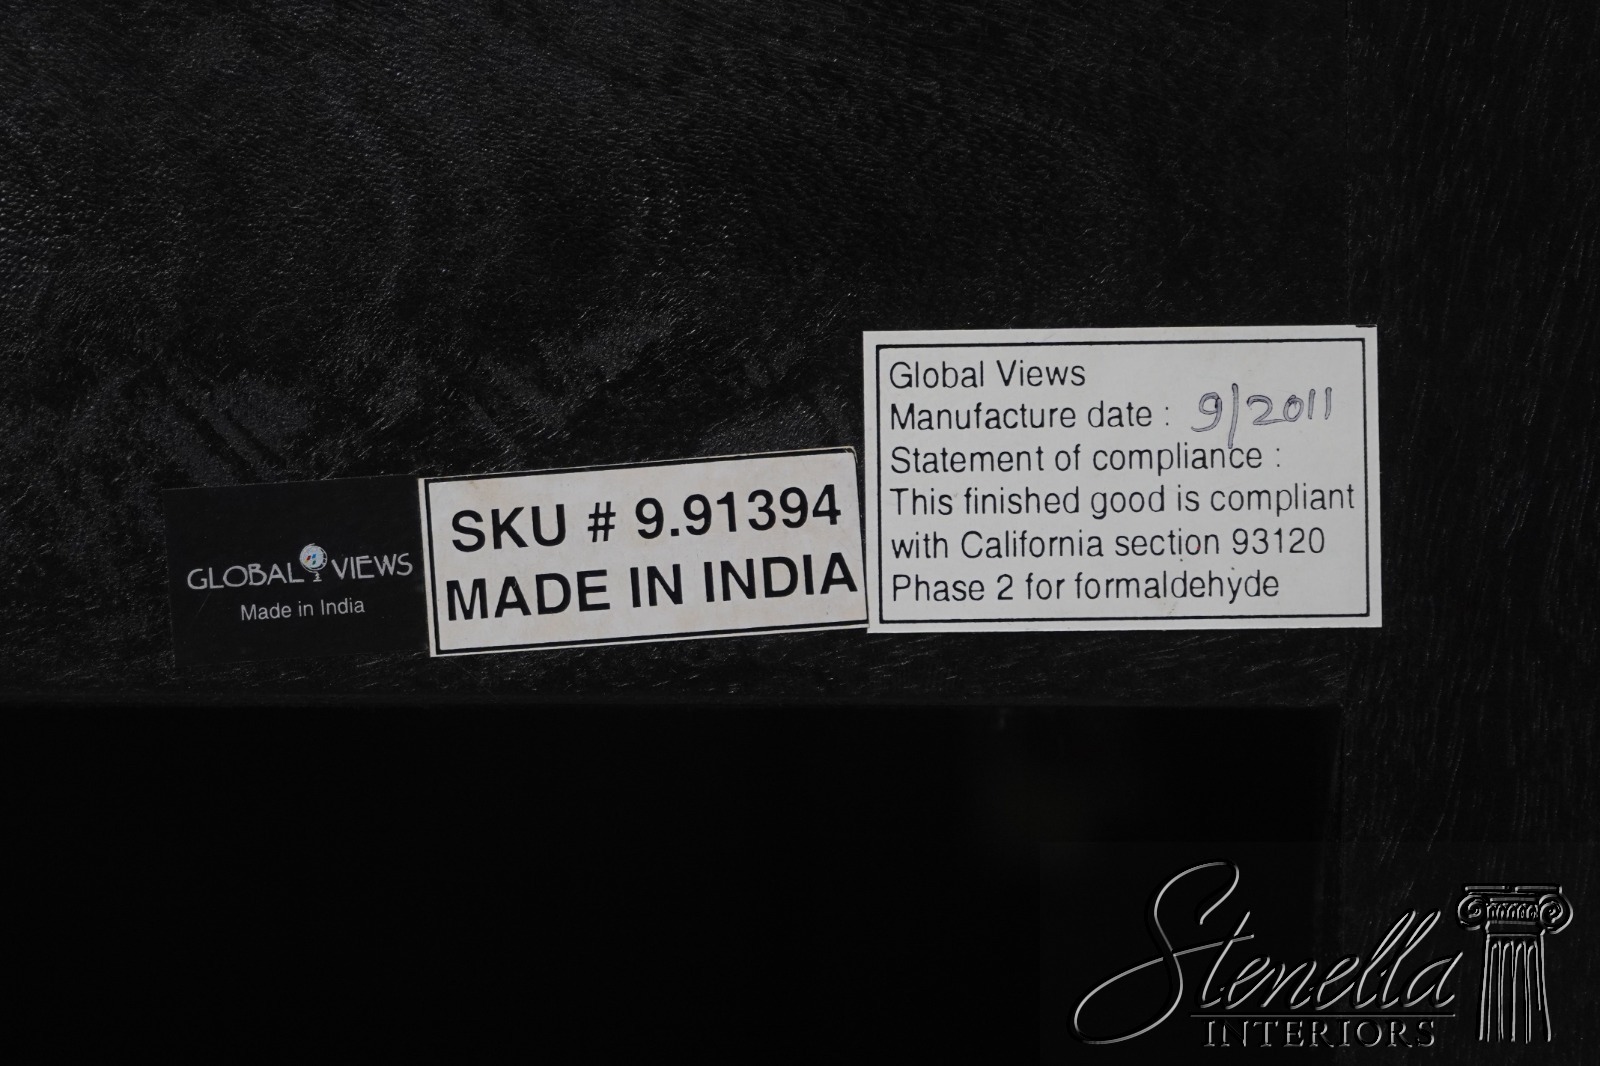 GLOBAL VIEWS
Made in India
SKU # 9.91394
MADE IN INDIA
Global Views
Manufacture date : 9/2011
Statement of compliance :
This finished good is compliant
with California section 93120
Phase 2 for formaldehyde
Stenella
INTERIORS